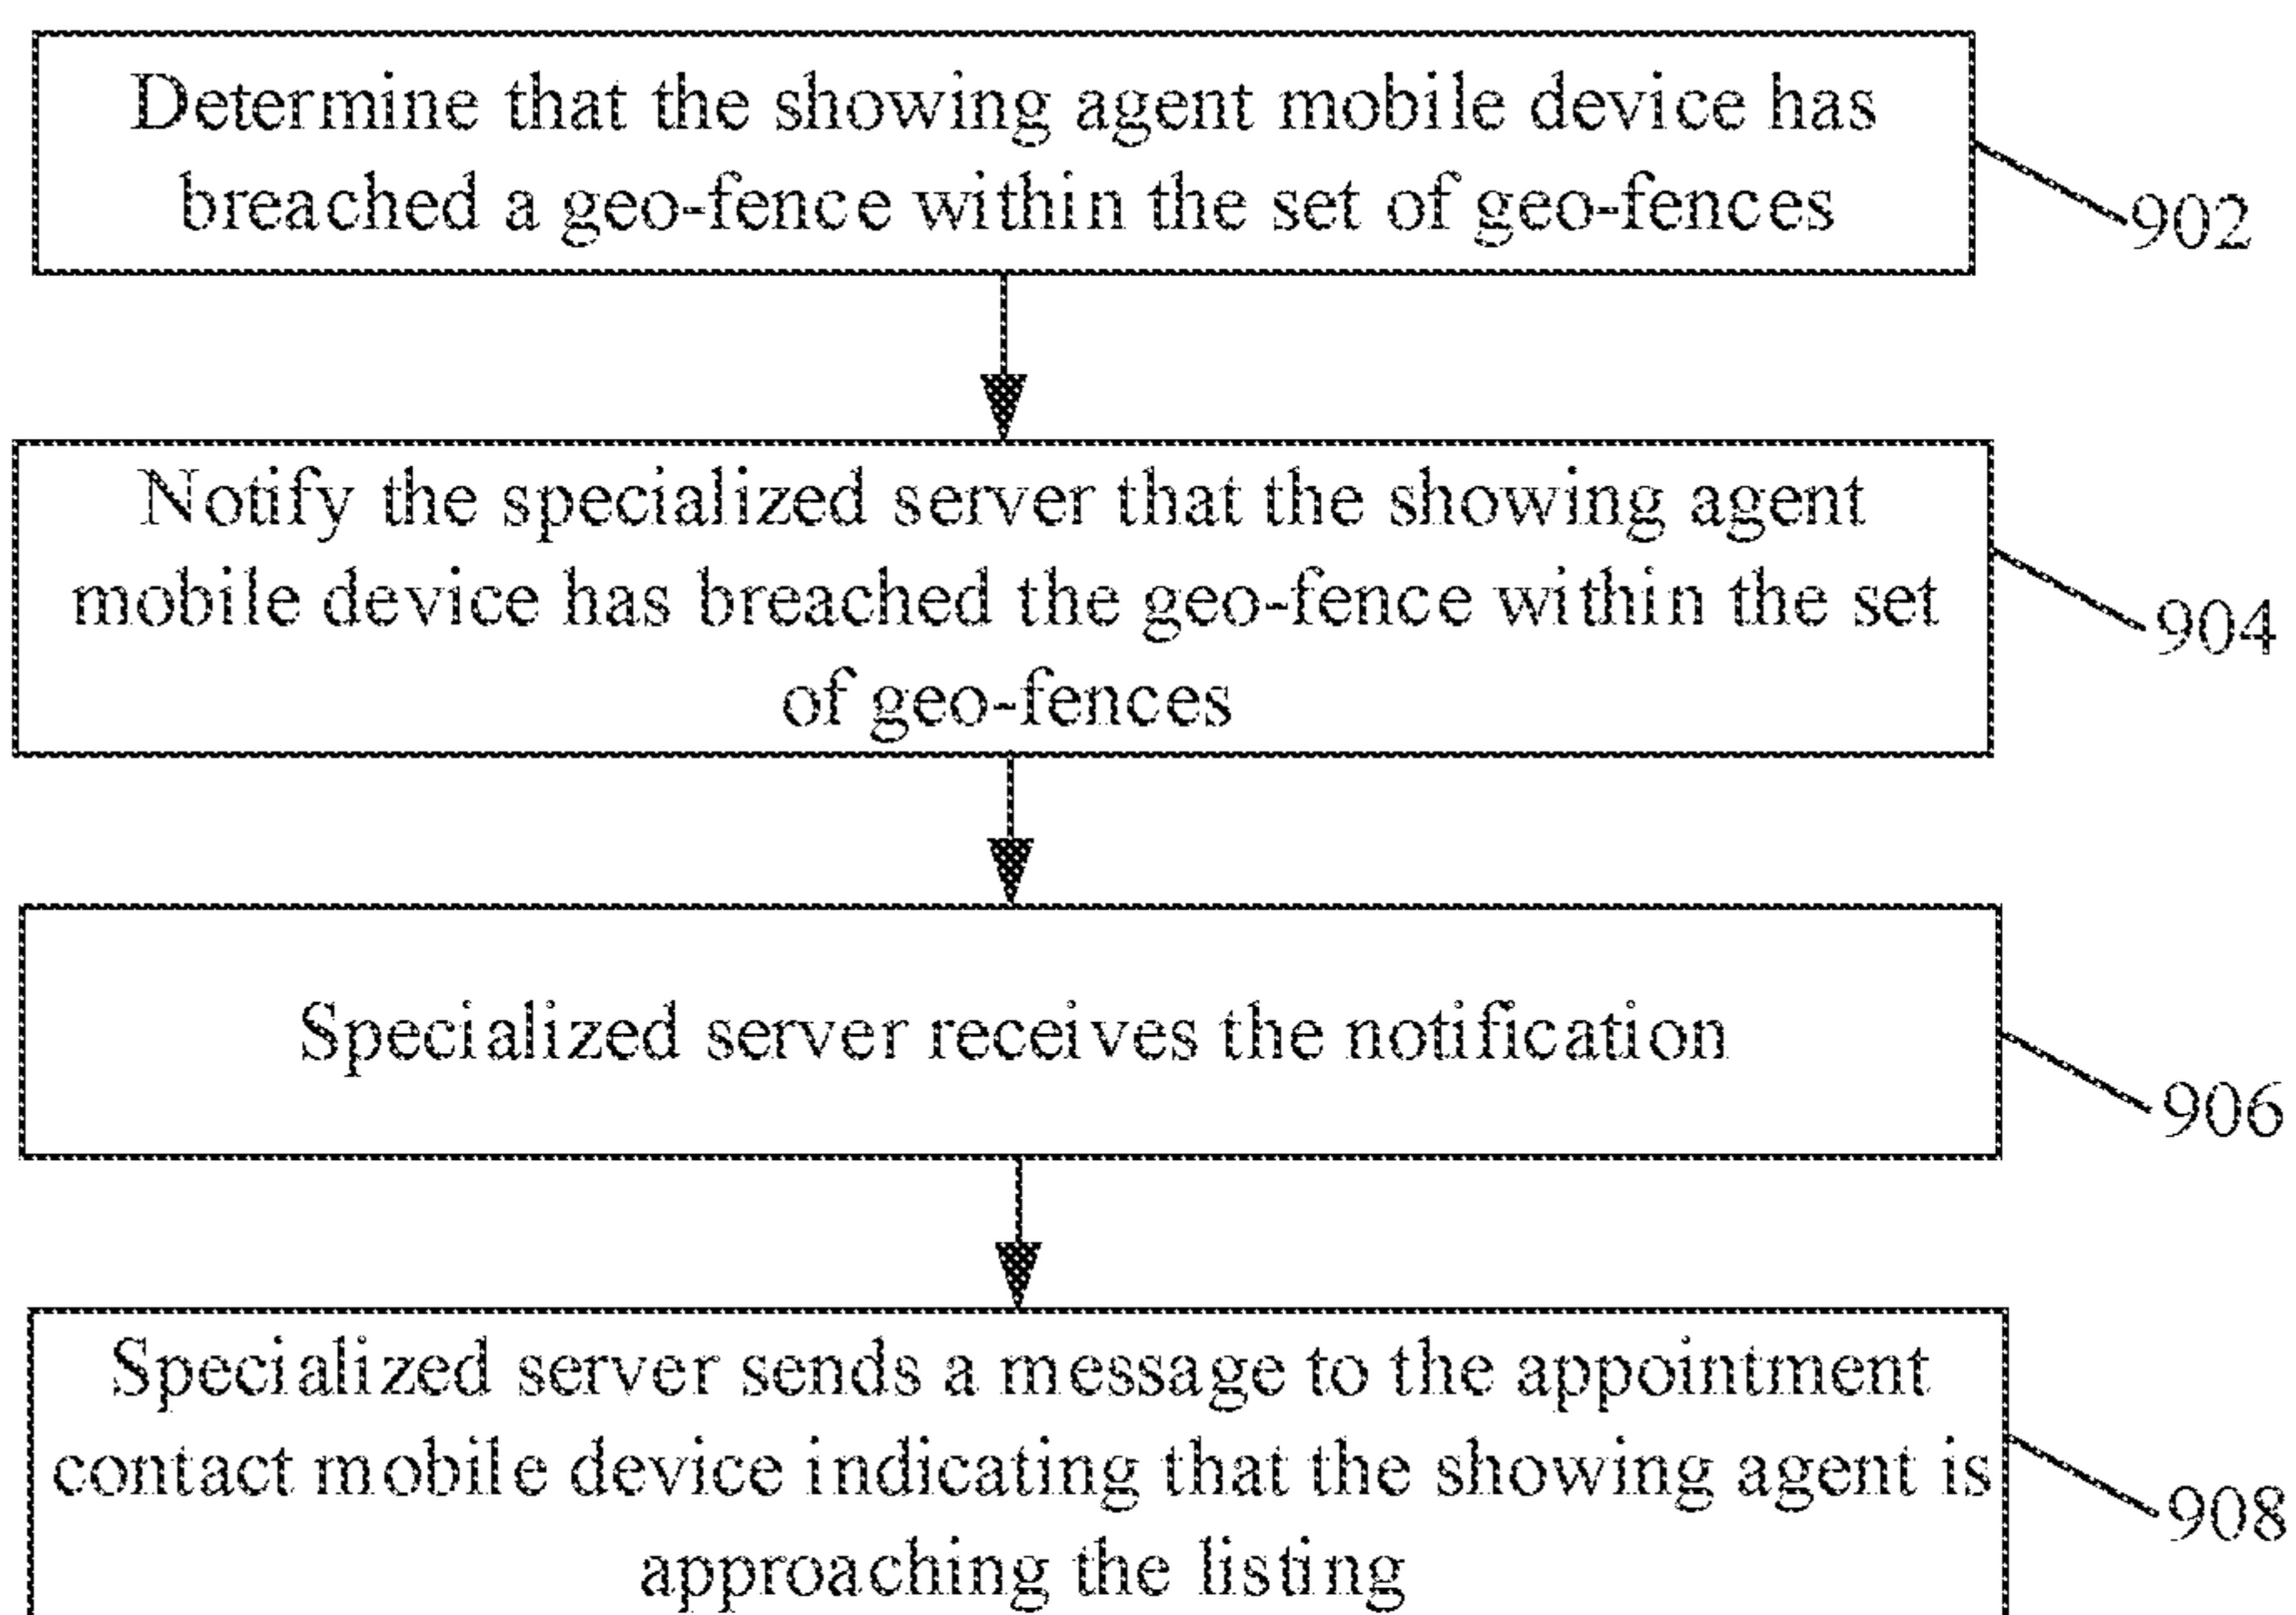 Determine that the showing agent mobile device has
breached a geo-fence within the set of geo-fences
902
Notify the specialized server that the showing agent
mobile device has breached the geo-fence within the set
of geo-fences
904
Specialized server receives the notification
906
Specialized server sends a message to the appointment
contact mobile device indicating that the showing agent is
approaching the listing
908